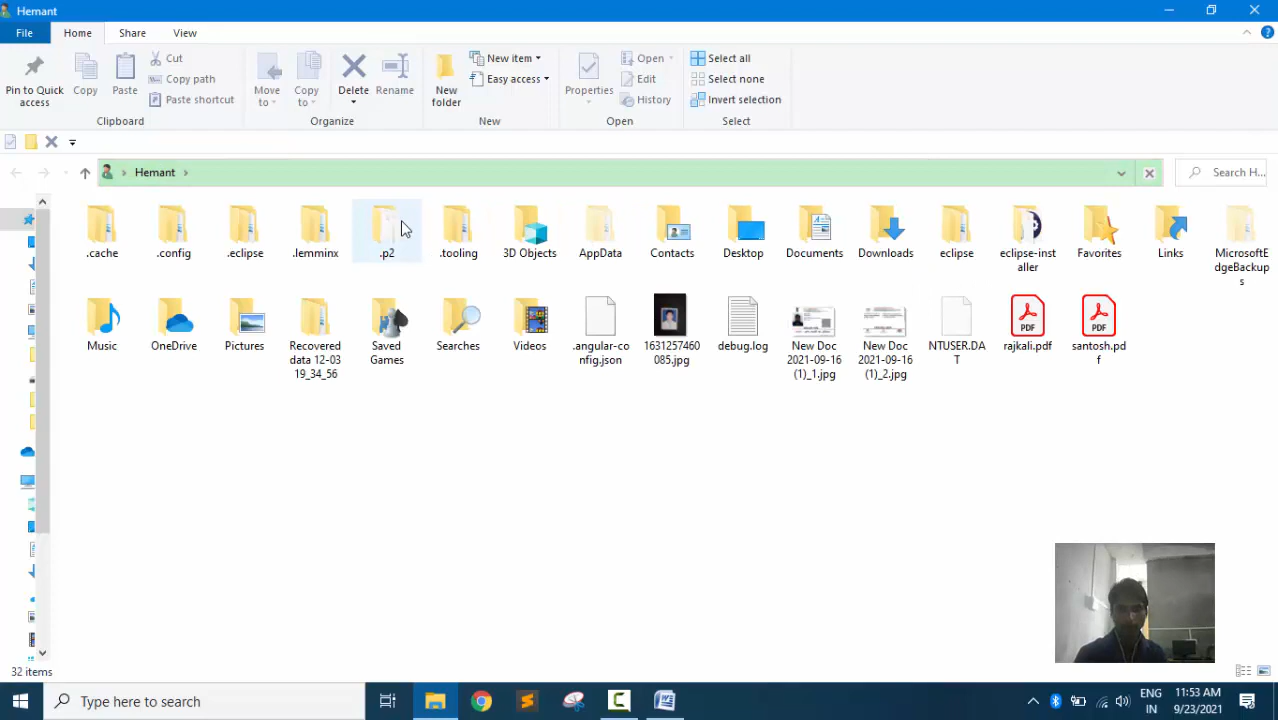 Hemant
File Home Share View
Pin to Quick access
Copy
Paste
Cut
Copy path
Paste shortcut
Clipboard
Move to
Copy to
Delete
Rename
Organize
New folder
New item
Easy access
New
Properties
Open
Edit
History
Open
Select all
Select none
Invert selection
Select
Hemant
Search H...
.cache
.config
.eclipse
.lemminx
.p2
.tooling
3D Objects
AppData
Contacts
Desktop
Documents
Downloads
eclipse
eclipse-inst
aller
Favorites
Links
MicrosoftE
dgeBackup
s
Music
OneDrive
Pictures
Recovered
data 12-03
19_34_56
Saved
Games
Searches
Videos
.angular-co
nfig.json
1631257460
085.jpg
debug.log
New Doc
2021-09-16
(1)_1.jpg
New Doc
2021-09-16
(1)_2.jpg
NTUSER.DA
T
PDF
rajkali.pdf
PDF
santosh.pd
f
32 items
Type here to search
ENG
IN
11:53 AM
9/23/2021